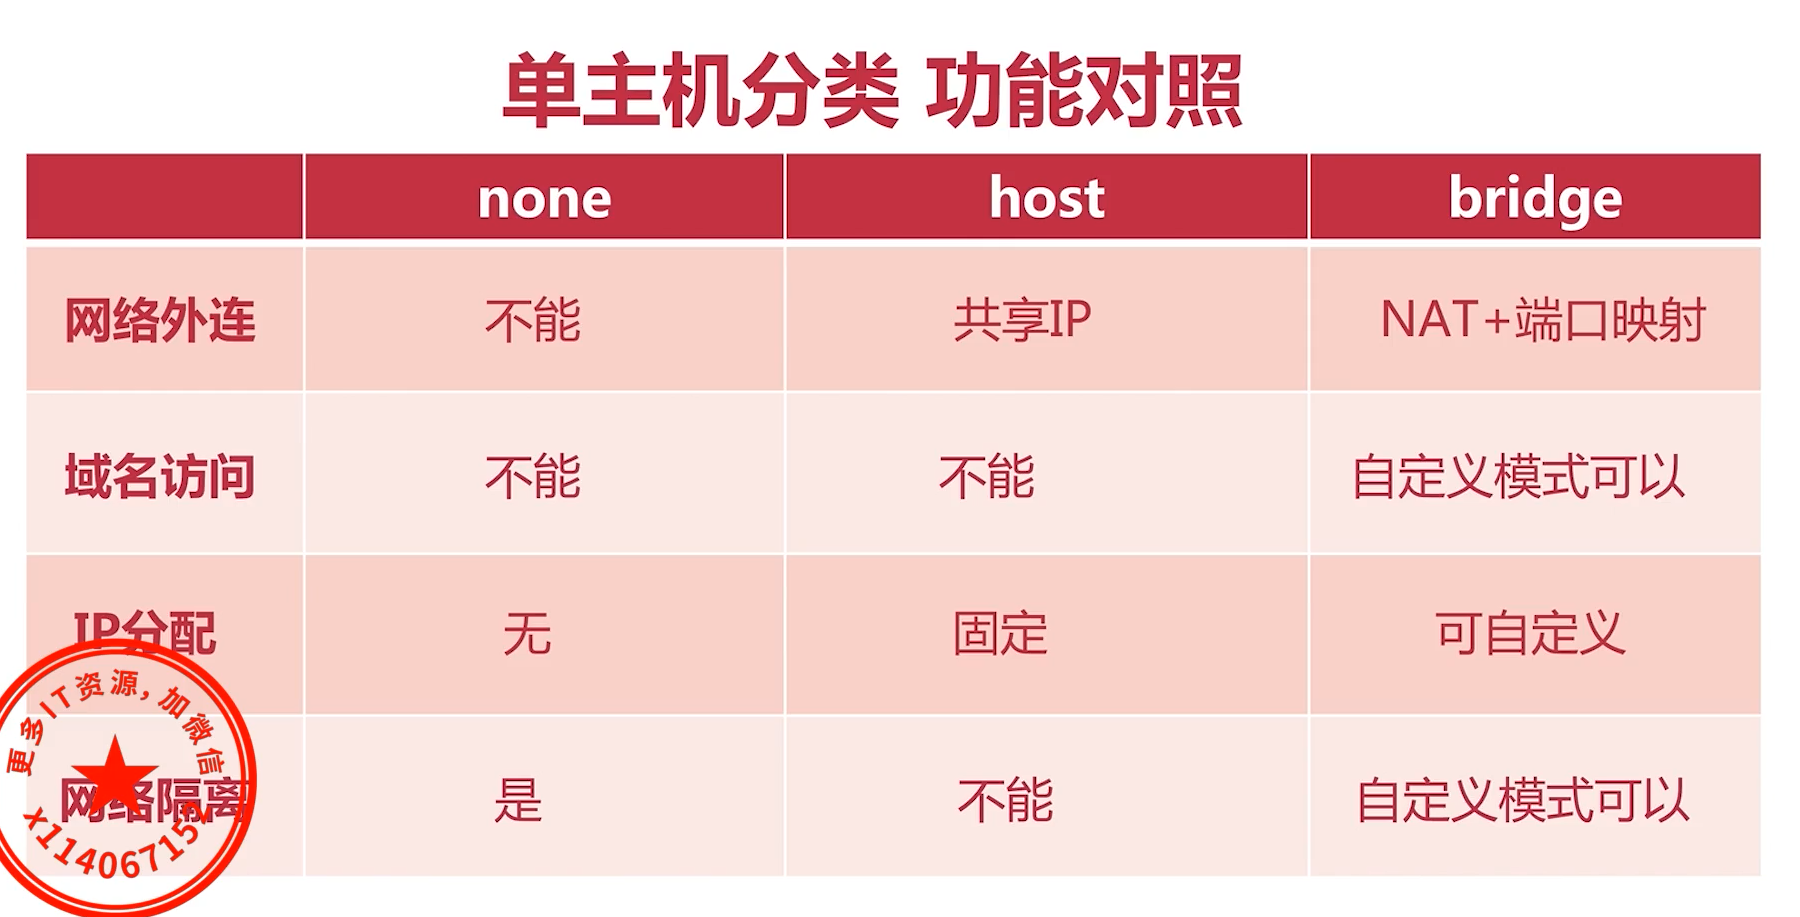 单主机分类 功能对照
none host bridge
网络外连 不能 共享IP NAT+端口映射
域名访问 不能 不能 自定义模式可以
IP分配 无 固定 可自定义
网络隔离 是 不能 自定义模式可以
更多IT资源，加微信